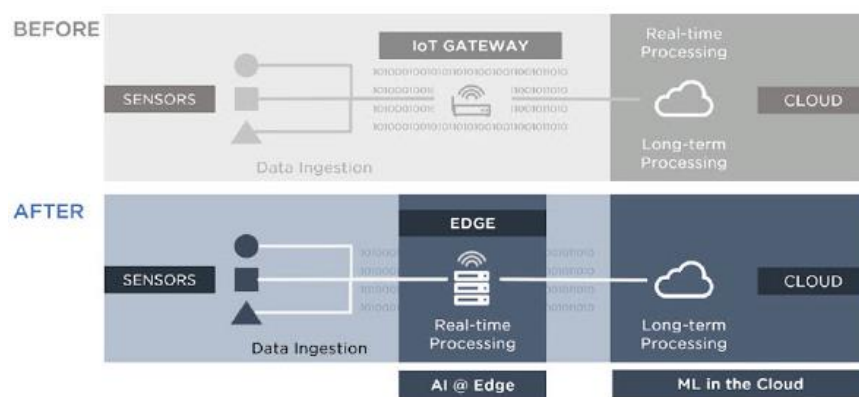 BEFORE
IoT GATEWAY
Real-time
Processing
SENSORS
CLOUD
Long-term
Processing
Data Ingestion
AFTER
EDGE
SENSORS
CLOUD
Real-time
Processing
Long-term
Processing
Data Ingestion
AI @ Edge
ML in the Cloud